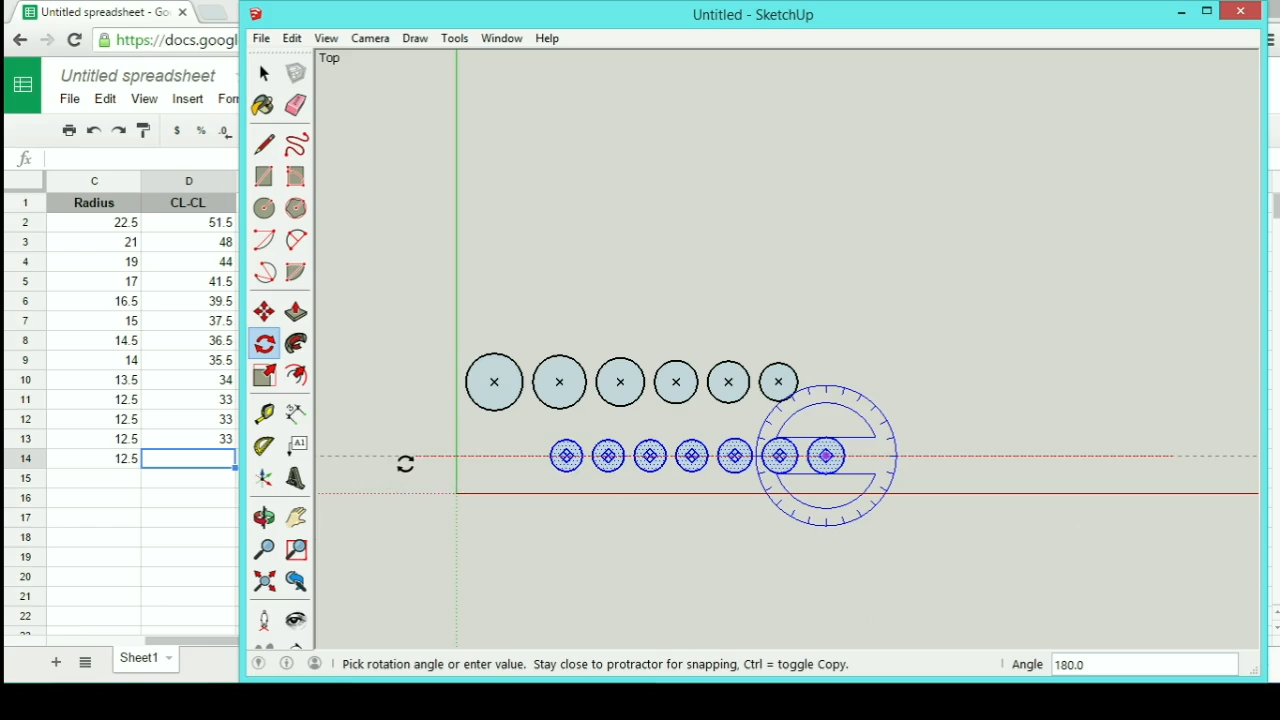 Untitled spreadsheet - Go
Untitled - SketchUp
https://docs.googl
File Edit View Camera Draw Tools Window Help
Top
Untitled spreadsheet
File Edit View Insert Forn
$ % .0
fx
C D
1 Radius CL-CL
2 22.5 51.5
3 21 48
4 19 44
5 17 41.5
6 16.5 39.5
7 15 37.5
8 14.5 36.5
9 14 35.5
10 13.5 34
11 12.5 33
12 12.5 33
13 12.5 33
14 12.5
15
16
17
18
19
20
21
22
23
A1
Sheet1
Pick rotation angle or enter value. Stay close to protractor for snapping, Ctrl = toggle Copy.
Angle 180.0